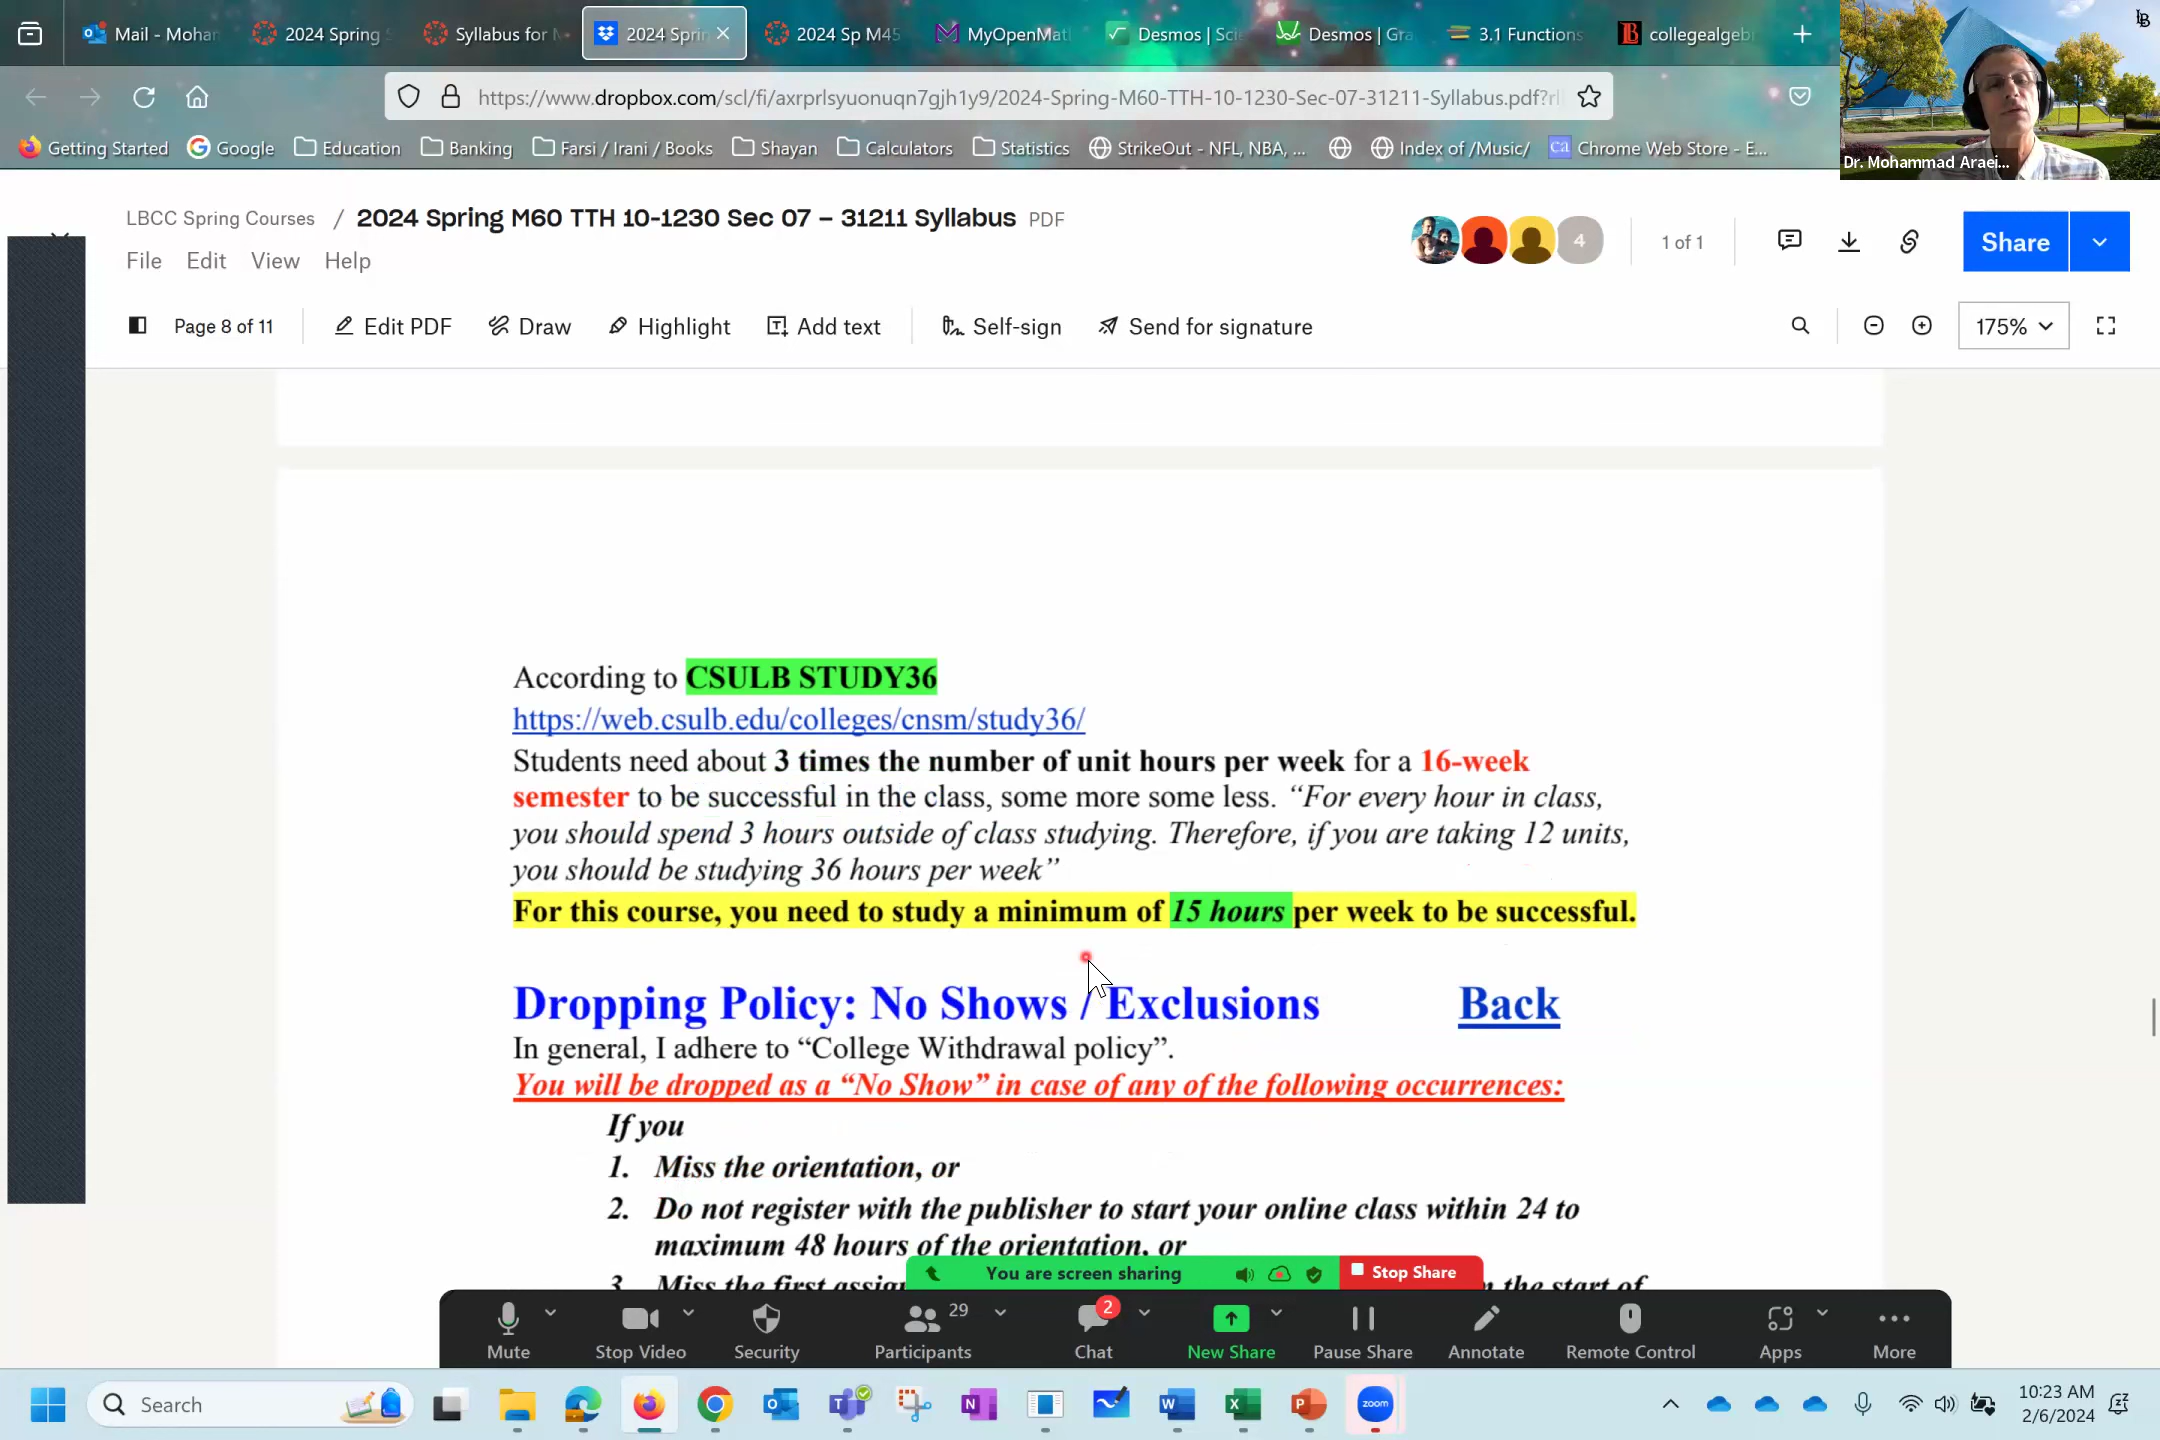 Mail - Mohar
2024 Spring S
Syllabus for M
2024 Sprin
2024 Sp M45
MyOpenMat
Desmos | Sci
Desmos | Gra
3.1 Functions
collegealgeb
https://www.dropbox.com/scl/fi/axrprlsyuonuqn7gjh1y9/2024-Spring-M60-TTH-10-1230-Sec-07-31211-Syllabus.pdf?rl
Getting Started
Google
Education
Banking
Farsi / Irani / Books
Shayan
Calculators
Statistics
StrikeOut - NFL, NBA, ...
Index of /Music/
Chrome Web Store - E...
Dr. Mohammad Araei...
LBCC Spring Courses / 2024 Spring M60 TTH 10-1230 Sec 07 – 31211 Syllabus PDF
4
1 of 1
Share
File Edit View Help
Page 8 of 11
Edit PDF
Draw
Highlight
Add text
Self-sign
Send for signature
175%
According to CSULB STUDY36
https://web.csulb.edu/colleges/cnsm/study36/
Students need about 3 times the number of unit hours per week for a 16-week
semester to be successful in the class, some more some less. “For every hour in class,
you should spend 3 hours outside of class studying. Therefore, if you are taking 12 units,
you should be studying 36 hours per week”
For this course, you need to study a minimum of 15 hours per week to be successful.
Dropping Policy: No Shows / Exclusions Back
In general, I adhere to “College Withdrawal policy”.
You will be dropped as a “No Show” in case of any of the following occurrences:
If you
1. Miss the orientation, or
2. Do not register with the publisher to start your online class within 24 to
maximum 48 hours of the orientation, or
3. Miss the first assig
the start of
You are screen sharing
Stop Share
29
2
Mute
Stop Video
Security
Participants
Chat
New Share
Pause Share
Annotate
Remote Control
Apps
More
Search
zoom
10:23 AM
2/6/2024